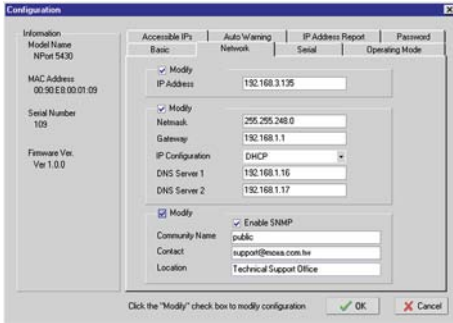 Configuration
Information
Model Name
NPort 5430
MAC Address
00:90:E8:00:01:09
Serial Number
109
Firmware Ver.
Ver 1.0.0
Accessible IPs
Auto Warning
IP Address Report
Password
Basic
Network
Serial
Operating Mode
Modify
IP Address
192.168.3.135
Modify
Netmask
255.255.248.0
Gateway
192.168.1.1
IP Configuration
DHCP
DNS Server 1
192.168.1.16
DNS Server 2
192.168.1.17
Modify
Enable SNMP
Community Name
public
Contact
support@moxa.com.tw
Location
Technical Support Office
Click the "Modify" check box to modify configuration
OK
Cancel